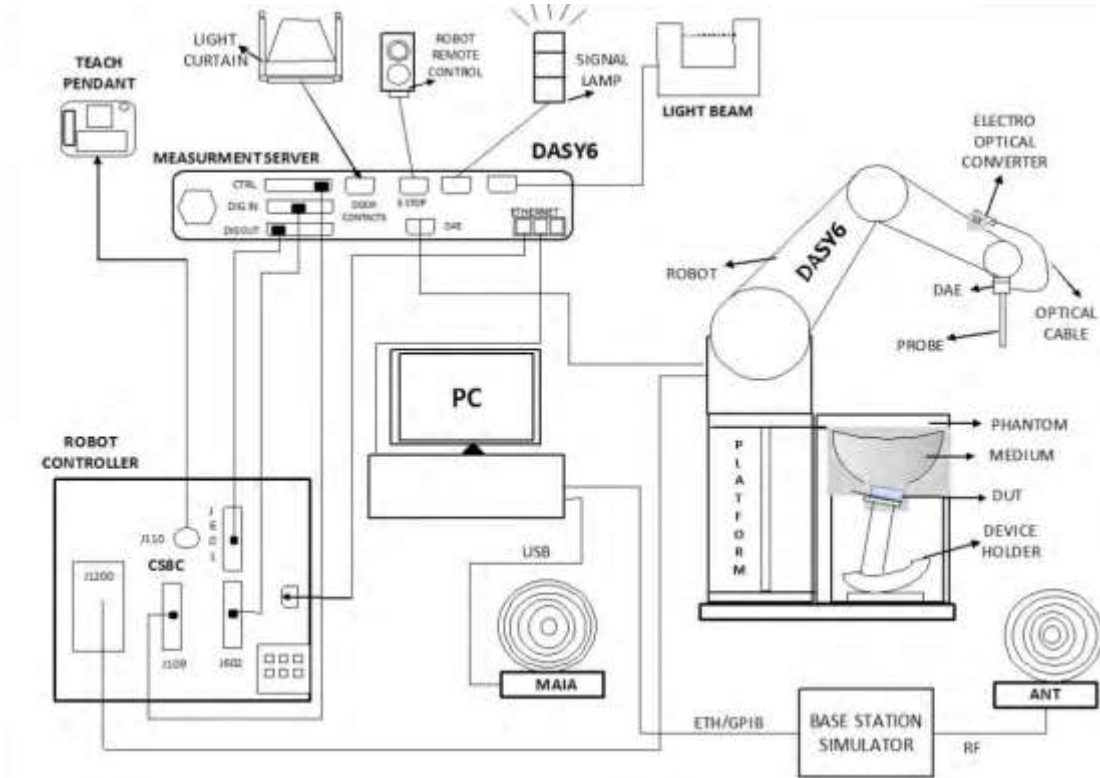 LIGHT
CURTAIN
ROBOT
REMOTE
CONTROL
SIGNAL
LAMP
LIGHT BEAM
TEACH
PENDANT
ELECTRO
OPTICAL
CONVERTER
MEASURMENT SERVER
DASY6
CTRL
DIG IN
DIG OUT
DOOR
CONTACTS
E-STOP
DAE
ETHERNET
ROBOT
DASY6
DAE
OPTICAL
CABLE
PROBE
PC
PLATFORM
PHANTOM
MEDIUM
DUT
DEVICE
HOLDER
ROBOT
CONTROLLER
J110
CS8C
J1200
J109
J602
USB
MAIA
ETH/GPIB
BASE STATION
SIMULATOR
RF
ANT